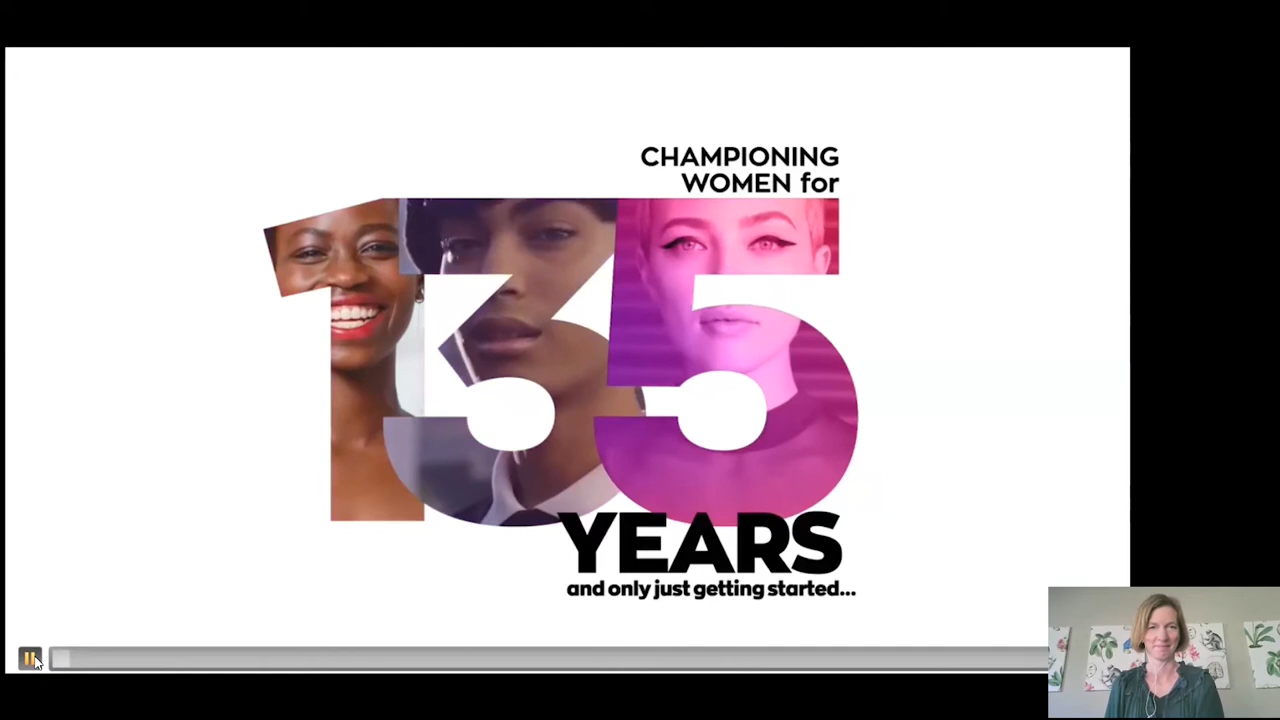 CHAMPIONING
WOMEN for
135
YEARS
and only just getting started...